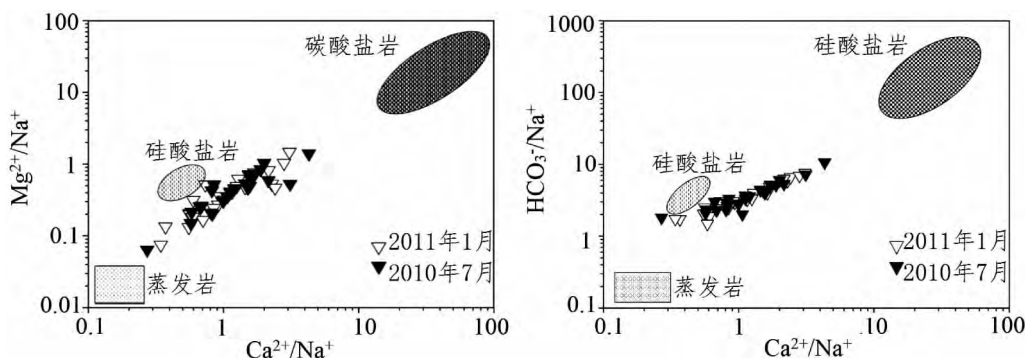 100
10
1
0.1
0.01
Mg²⁺/Na⁺
碳酸盐岩
硅酸盐岩
蒸发岩
▽2011年1月
▼2010年7月
0.1 1 10 100
Ca²⁺/Na⁺
1000
100
10
1
0.1
HCO₃⁻/Na⁺
硅酸盐岩
硅酸盐岩
蒸发岩
▽2011年1月
▼2010年7月
0.1 1 10 100
Ca²⁺/Na⁺